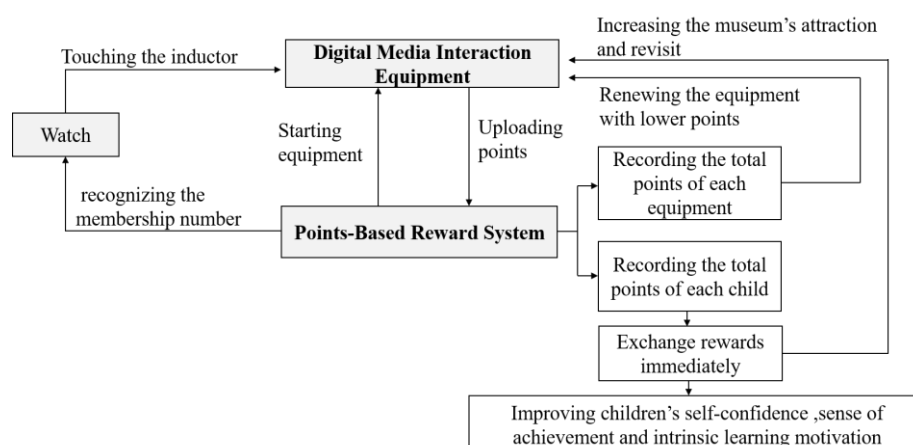 Increasing the museum's attraction
and revisit
Touching the inductor
Digital Media Interaction
Equipment
Renewing the equipment
with lower points
Watch
Starting
equipment
Uploading
points
Recording the total
points of each
equipment
recognizing the
membership number
Points-Based Reward System
Recording the total
points of each child
Exchange rewards
immediately
Improving children's self-confidence ,sense of
achievement and intrinsic learning motivation